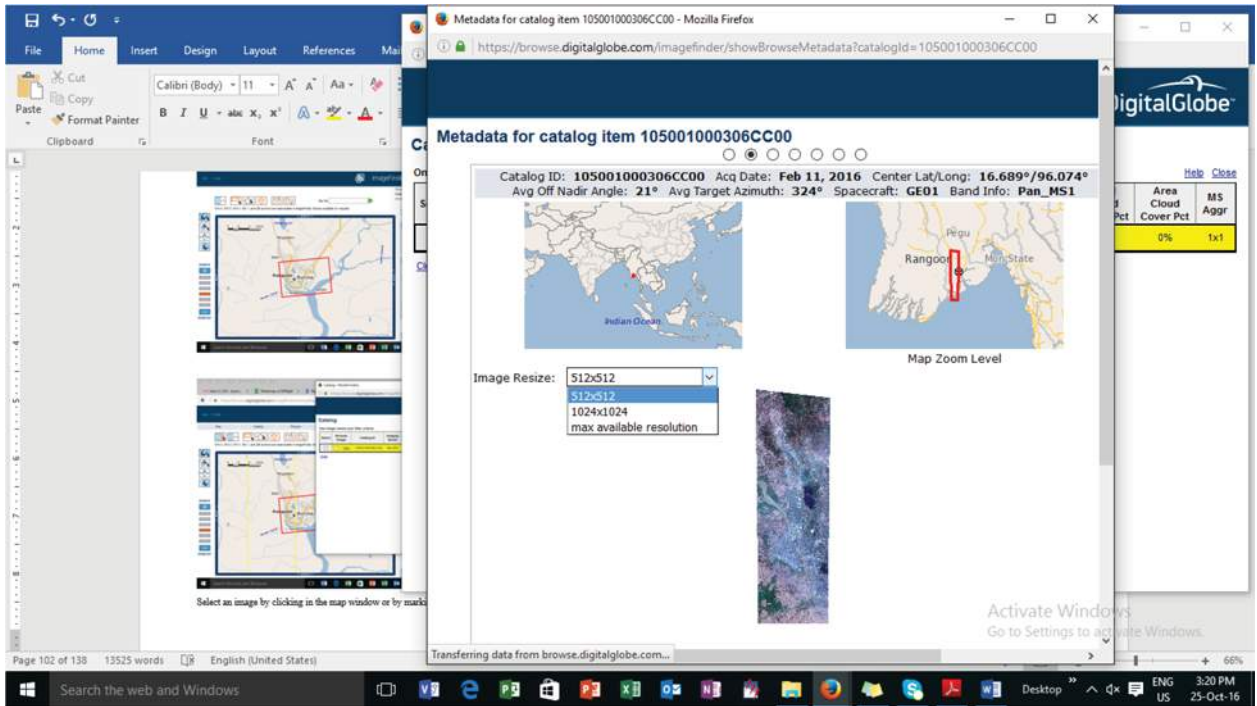 File Home Insert Design Layout References Mai
Cut
Copy
Format Painter
Paste
Calibri (Body) 11
Clipboard
Font
Select an image by clicking in the map window or by marki
Page 102 of 138 13525 words English (United States)
66%
Metadata for catalog item 105001000306CC00 - Mozilla Firefox
https://browse.digitalglobe.com/imagefinder/showBrowseMetadata?catalogId=105001000306CC00
Metadata for catalog item 105001000306CC00
Catalog ID: 105001000306CC00 Acq Date: Feb 11, 2016 Center Lat/Long: 16.689°/96.074°
Avg Off Nadir Angle: 21° Avg Target Azimuth: 324° Spacecraft: GE01 Band Info: Pan_MS1
Indian Ocean
Pegu
Rangoon
Mon State
Map Zoom Level
Image Resize: 512x512
512x512
1024x1024
max available resolution
Transferring data from browse.digitalglobe.com...
DigitalGlobe
Help Close
Area Cloud Cover Pct
MS Aggr
0% 1x1
Activate Windows
Go to Settings to activate Windows.
Search the web and Windows
Desktop
ENG
US
3:20 PM
25-Oct-16